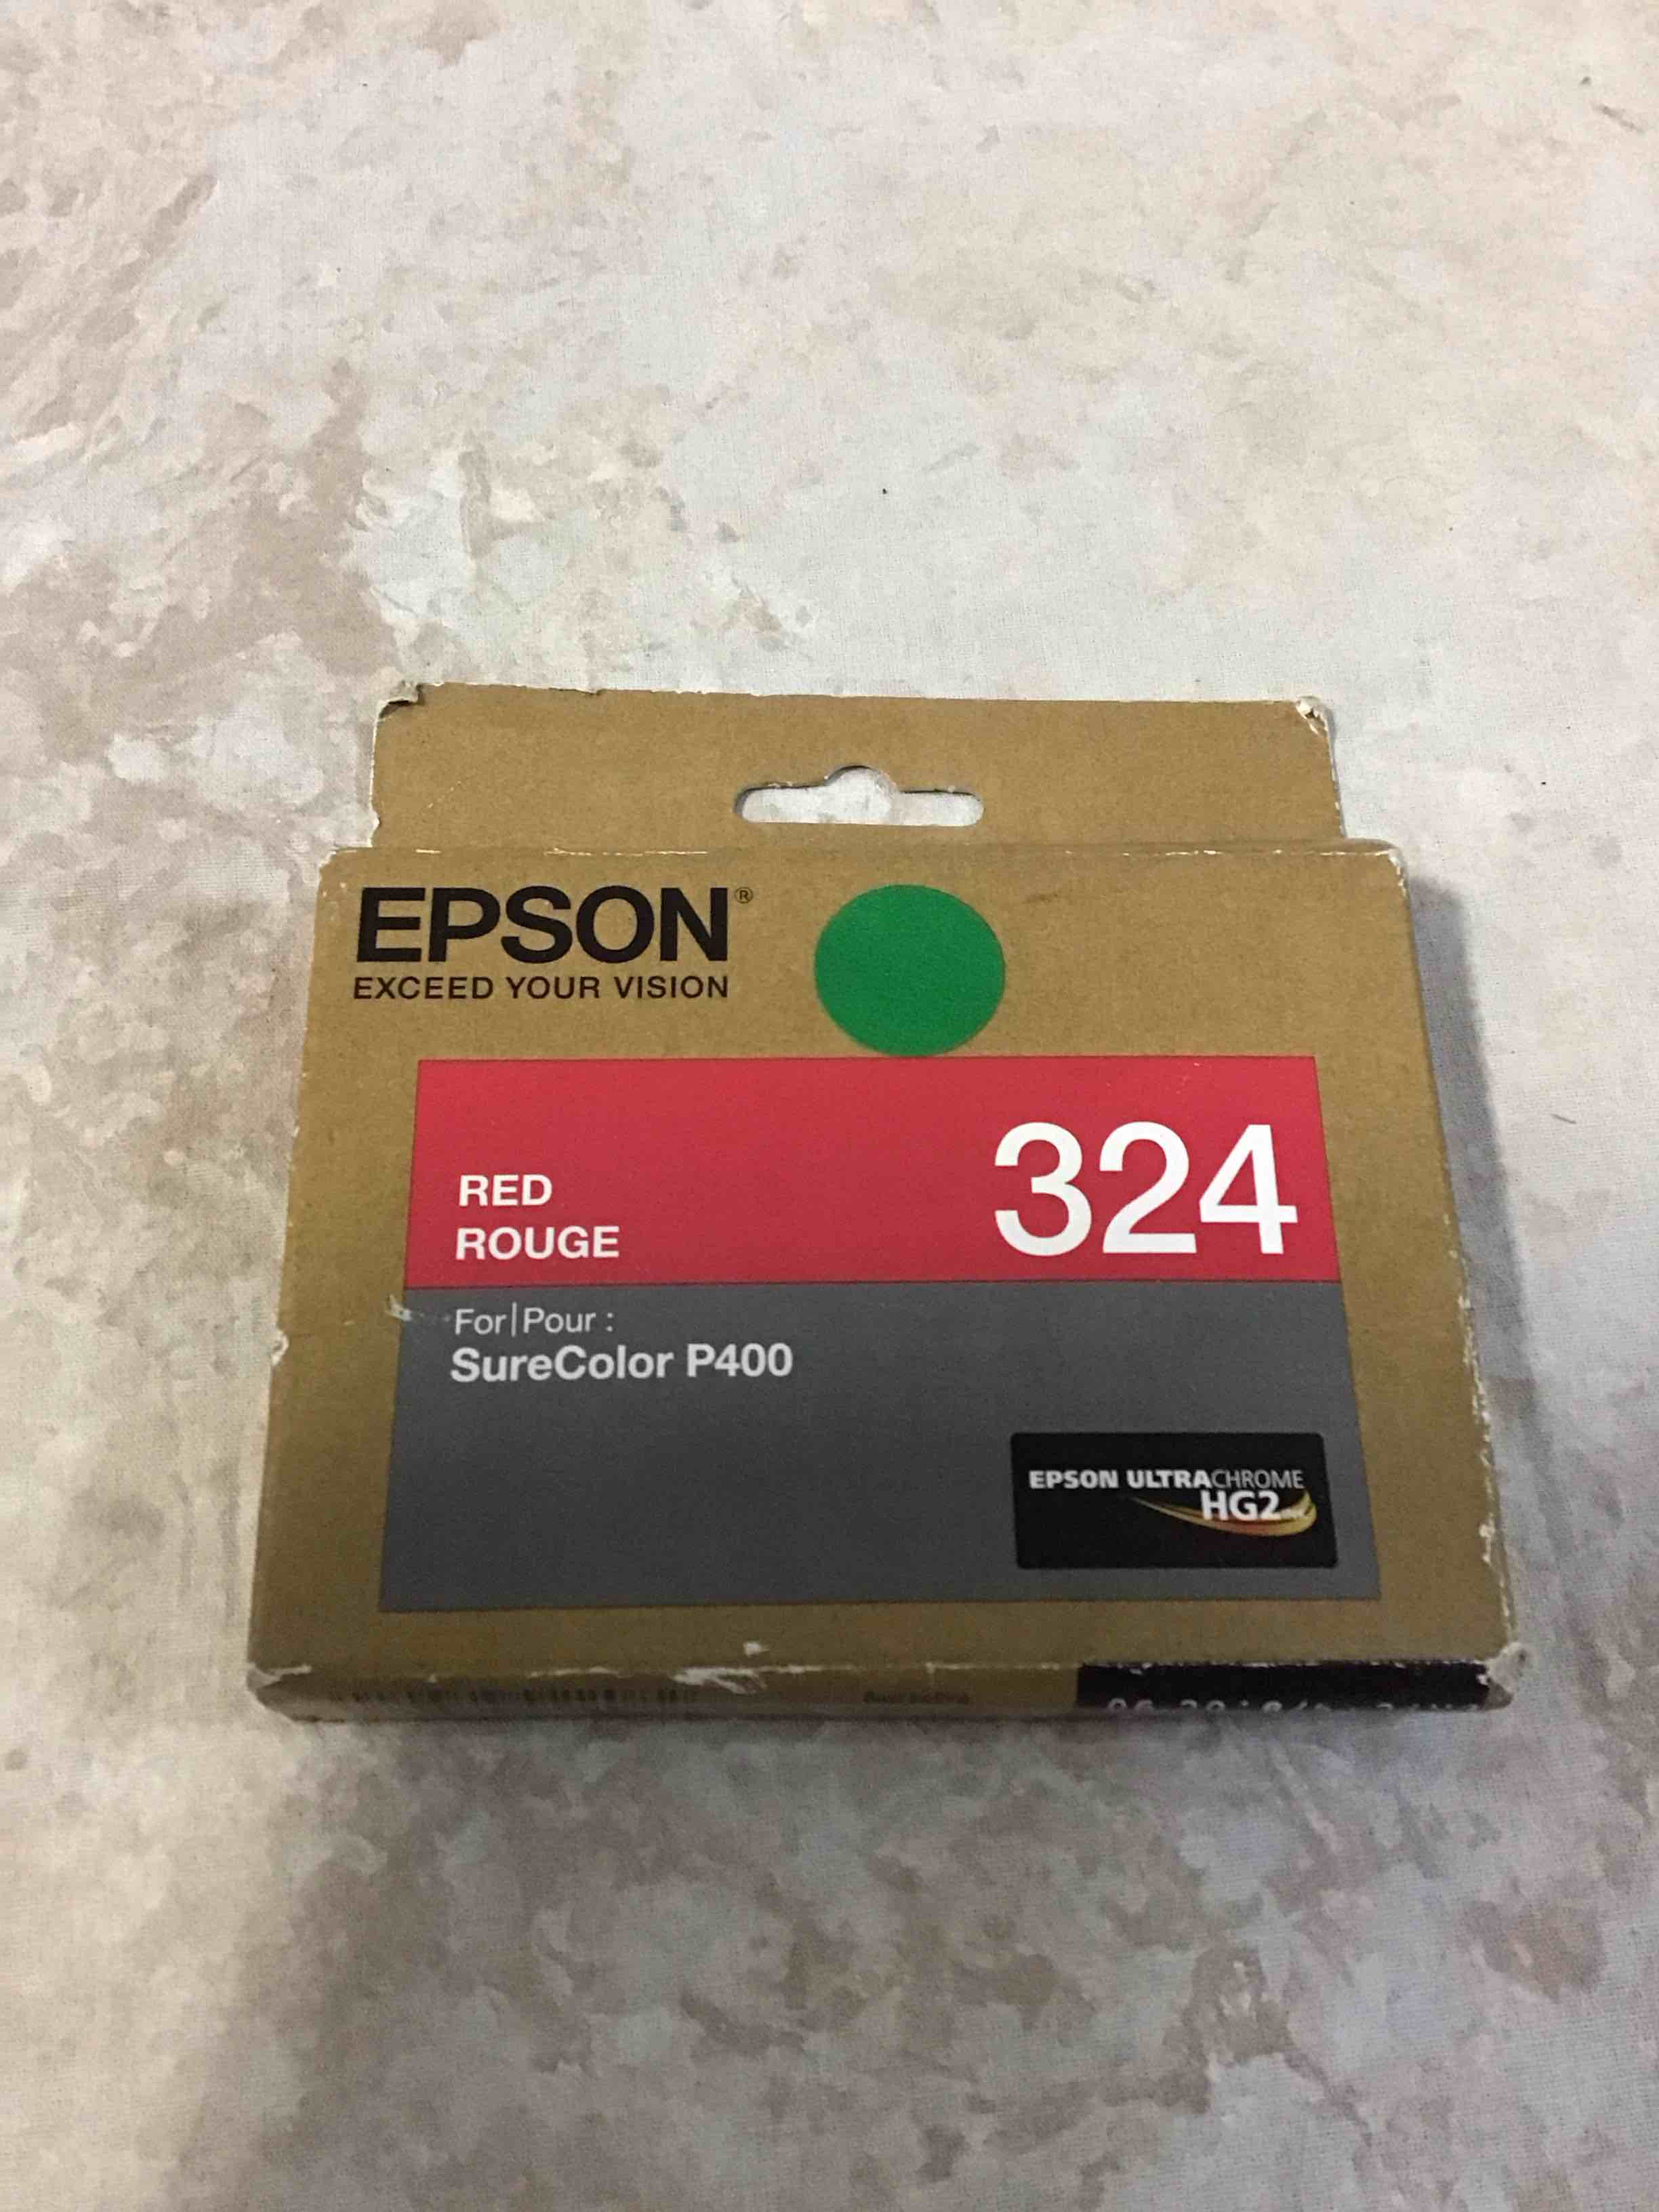 EPSON®
EXCEED YOUR VISION
RED
ROUGE
324
For|Pour :
SureColor P400
EPSON ULTRACHROME
HG2